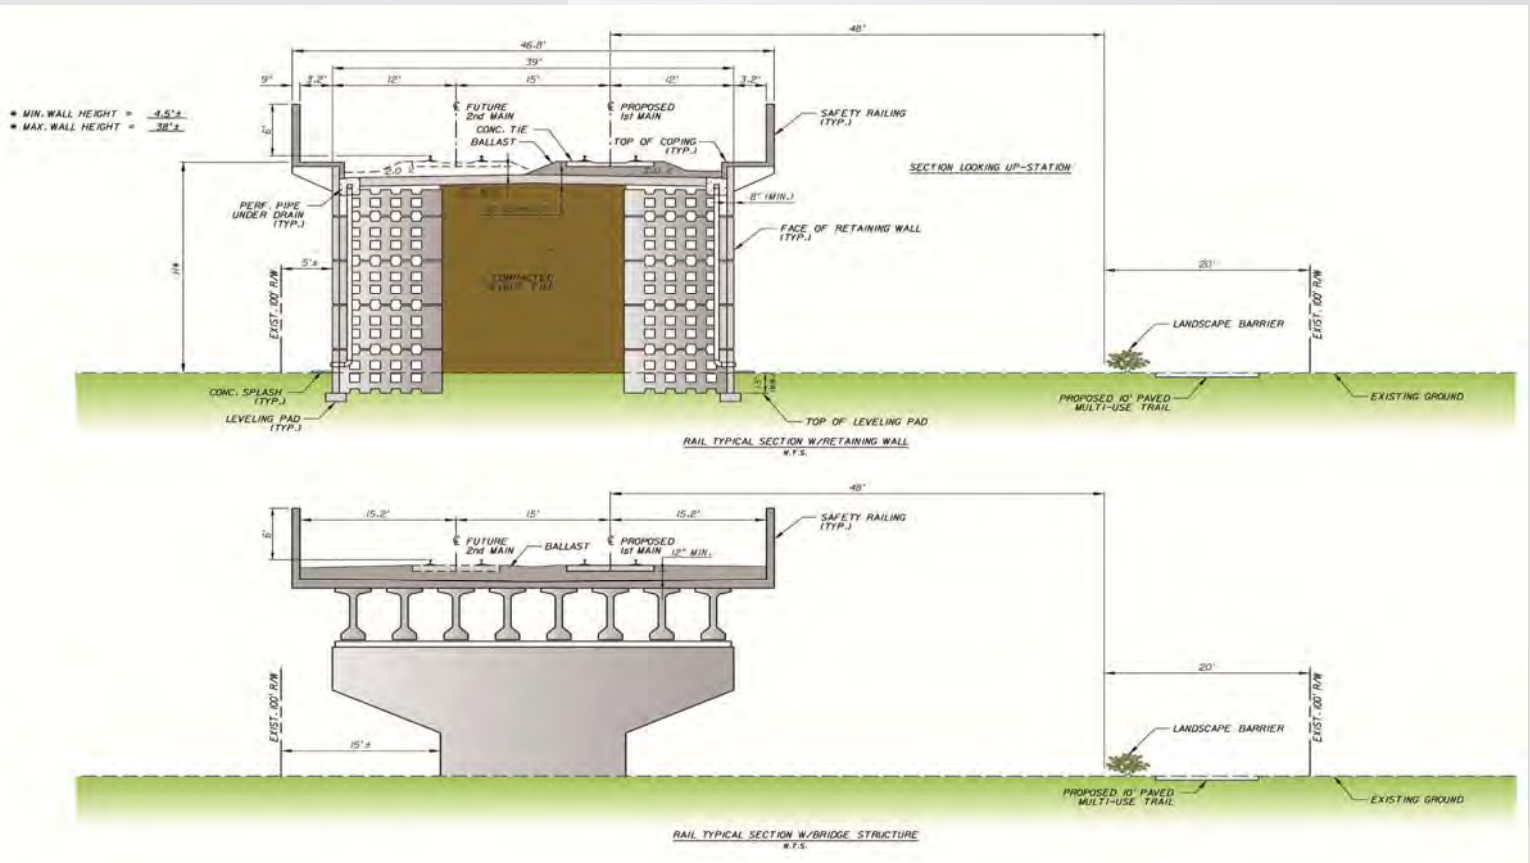 48'
46.8'
39'
9"
3.2'
12'
15'
12'
3.2'
* MIN. WALL HEIGHT = 4.5'±
* MAX. WALL HEIGHT = 38'±
6'
℄ FUTURE
2nd MAIN
℄ PROPOSED
1st MAIN
CONC. TIE
BALLAST
TOP OF COPING
(TYP.)
SAFETY RAILING
(TYP.)
SECTION LOOKING UP-STATION
2.0
PERF. PIPE
UNDER DRAIN
(TYP.)
8" (MIN.)
FACE OF RETAINING WALL
(TYP.)
5'±
EXIST. 100' R/W
COMPACTED
20'
EXIST. 100' R/W
LANDSCAPE BARRIER
CONC. SPLASH
(TYP.)
LEVELING PAD
(TYP.)
TOP OF LEVELING PAD
PROPOSED 10' PAVED
MULTI-USE TRAIL
EXISTING GROUND
RAIL TYPICAL SECTION W/RETAINING WALL
N.T.S.
48'
15.2'
15'
15.2'
6'
℄ FUTURE
2nd MAIN
BALLAST
℄ PROPOSED
1st MAIN
12" MIN.
SAFETY RAILING
(TYP.)
EXIST. 100' R/W
15'±
20'
EXIST. 100' R/W
LANDSCAPE BARRIER
PROPOSED 10' PAVED
MULTI-USE TRAIL
EXISTING GROUND
RAIL TYPICAL SECTION W/BRIDGE STRUCTURE
N.T.S.